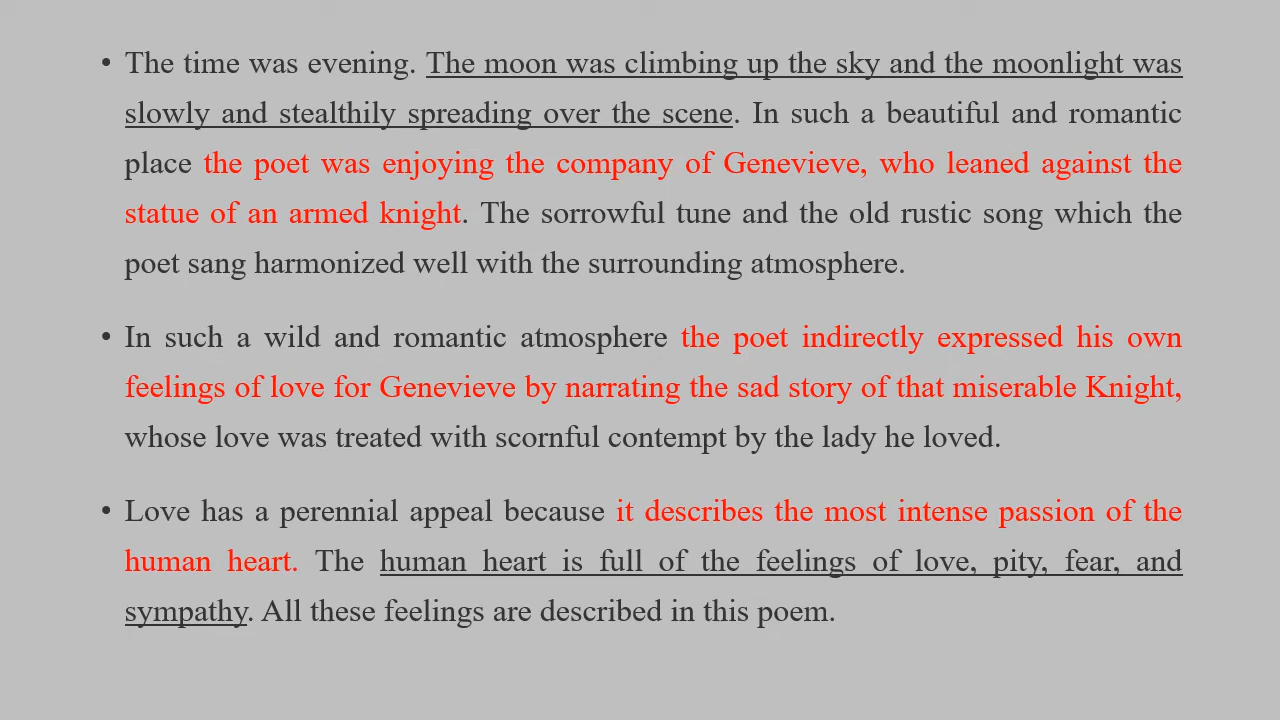 • The time was evening. The moon was climbing up the sky and the moonlight was
slowly and stealthily spreading over the scene. In such a beautiful and romantic
place the poet was enjoying the company of Genevieve, who leaned against the
statue of an armed knight. The sorrowful tune and the old rustic song which the
poet sang harmonized well with the surrounding atmosphere.
• In such a wild and romantic atmosphere the poet indirectly expressed his own
feelings of love for Genevieve by narrating the sad story of that miserable Knight,
whose love was treated with scornful contempt by the lady he loved.
• Love has a perennial appeal because it describes the most intense passion of the
human heart. The human heart is full of the feelings of love, pity, fear, and
sympathy. All these feelings are described in this poem.